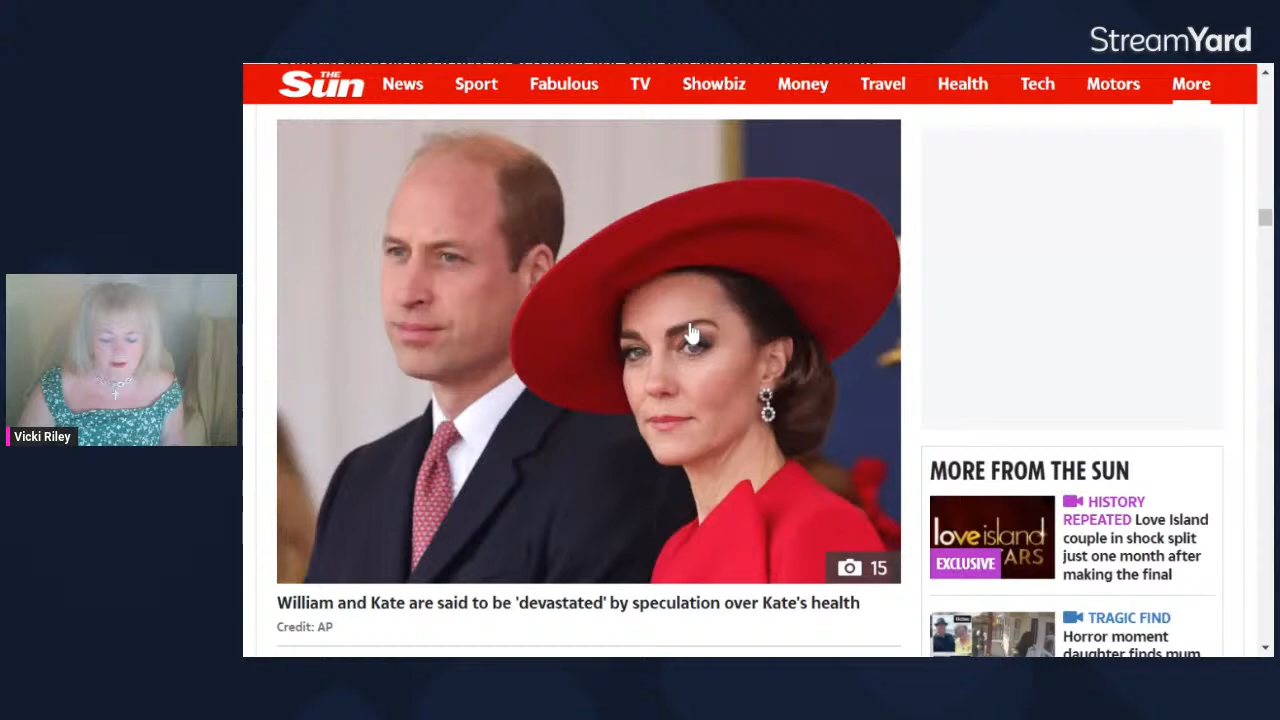 StreamYard
THE Sun News Sport Fabulous TV Showbiz Money Travel Health Tech Motors More
Vicki Riley
15
William and Kate are said to be 'devastated' by speculation over Kate's health
Credit: AP
MORE FROM THE SUN
love island
ARS
EXCLUSIVE
HISTORY
REPEATED Love Island
couple in shock split
just one month after
making the final
TRAGIC FIND
Horror moment
daughter finds mum